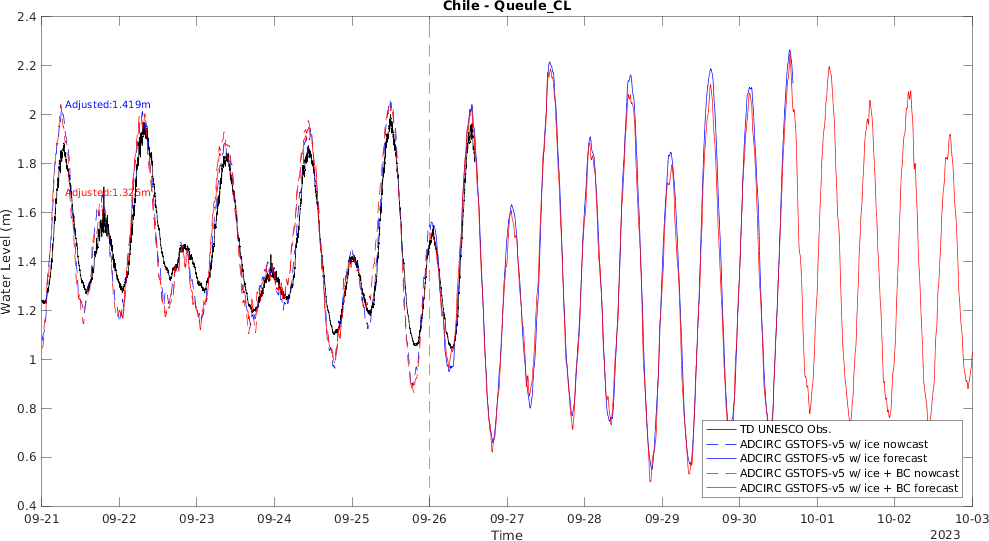 Chile - Queule_CL
2.4
2.2
2
1.8
1.6
1.4
1.2
1
0.8
0.6
0.4
Water Level (m)
Adjusted:1.419m
Adjusted:1.325m
TD UNESCO Obs.
ADCIRC GSTOFS-v5 w/ ice nowcast
ADCIRC GSTOFS-v5 w/ ice forecast
ADCIRC GSTOFS-v5 w/ ice + BC nowcast
ADCIRC GSTOFS-v5 w/ ice + BC forecast
09-21 09-22 09-23 09-24 09-25 09-26 09-27 09-28 09-29 09-30 10-01 10-02 10-03
Time
2023